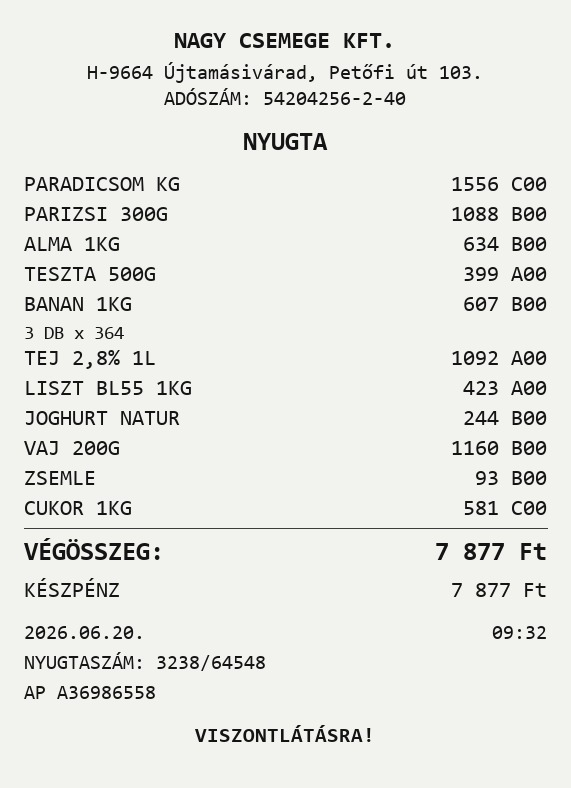 NAGY CSEMEGE KFT.
H-9664 Újtamásivárad, Petőfi út 103.
ADÓSZÁM: 54204256-2-40
NYUGTA
PARADICSOM KG 1556 C00
PARIZSI 300G 1088 B00
ALMA 1KG 634 B00
TESZTA 500G 399 A00
BANAN 1KG 607 B00
3 DB x 364
TEJ 2,8% 1L 1092 A00
LISZT BL55 1KG 423 A00
JOGHURT NATUR 244 B00
VAJ 200G 1160 B00
ZSEMLE 93 B00
CUKOR 1KG 581 C00
VÉGÖSSZEG: 7 877 Ft
KÉSZPÉNZ 7 877 Ft
2026.06.20. 09:32
NYUGTASZÁM: 3238/64548
AP A36986558
VISZONTLÁTÁSRA!